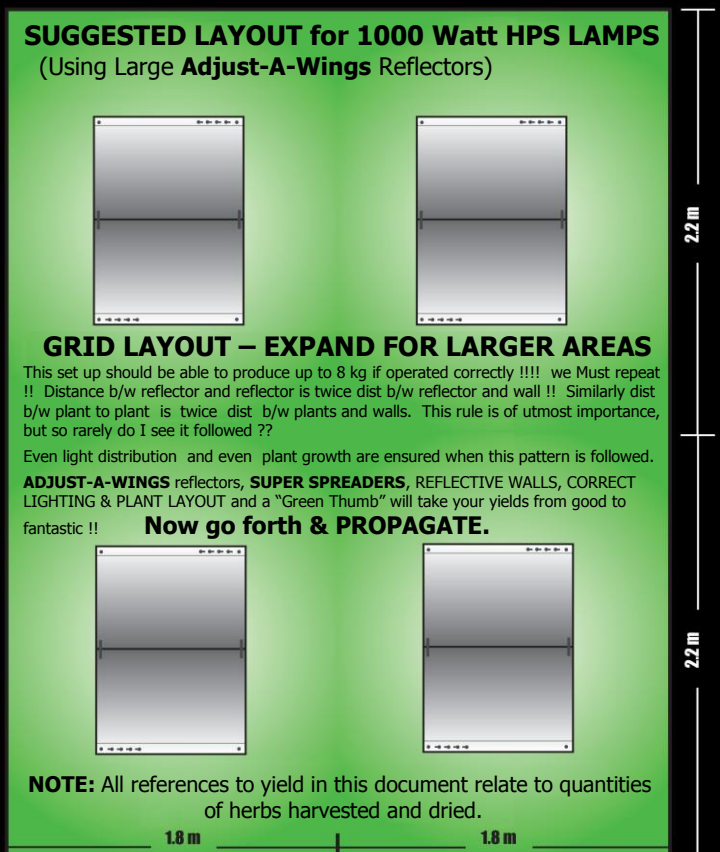 SUGGESTED LAYOUT for 1000 Watt HPS LAMPS
(Using Large Adjust-A-Wings Reflectors)
2.2 m
GRID LAYOUT – EXPAND FOR LARGER AREAS
This set up should be able to produce up to 8 kg if operated correctly !!!! we Must repeat
!! Distance b/w reflector and reflector is twice dist b/w reflector and wall !! Similarly dist
b/w plant to plant is twice dist b/w plants and walls. This rule is of utmost importance,
but so rarely do I see it followed ??
Even light distribution and even plant growth are ensured when this pattern is followed.
ADJUST-A-WINGS reflectors, SUPER SPREADERS, REFLECTIVE WALLS, CORRECT
LIGHTING & PLANT LAYOUT and a “Green Thumb” will take your yields from good to
fantastic !! Now go forth & PROPAGATE.
2.2 m
NOTE: All references to yield in this document relate to quantities
of herbs harvested and dried.
1.8 m 1.8 m